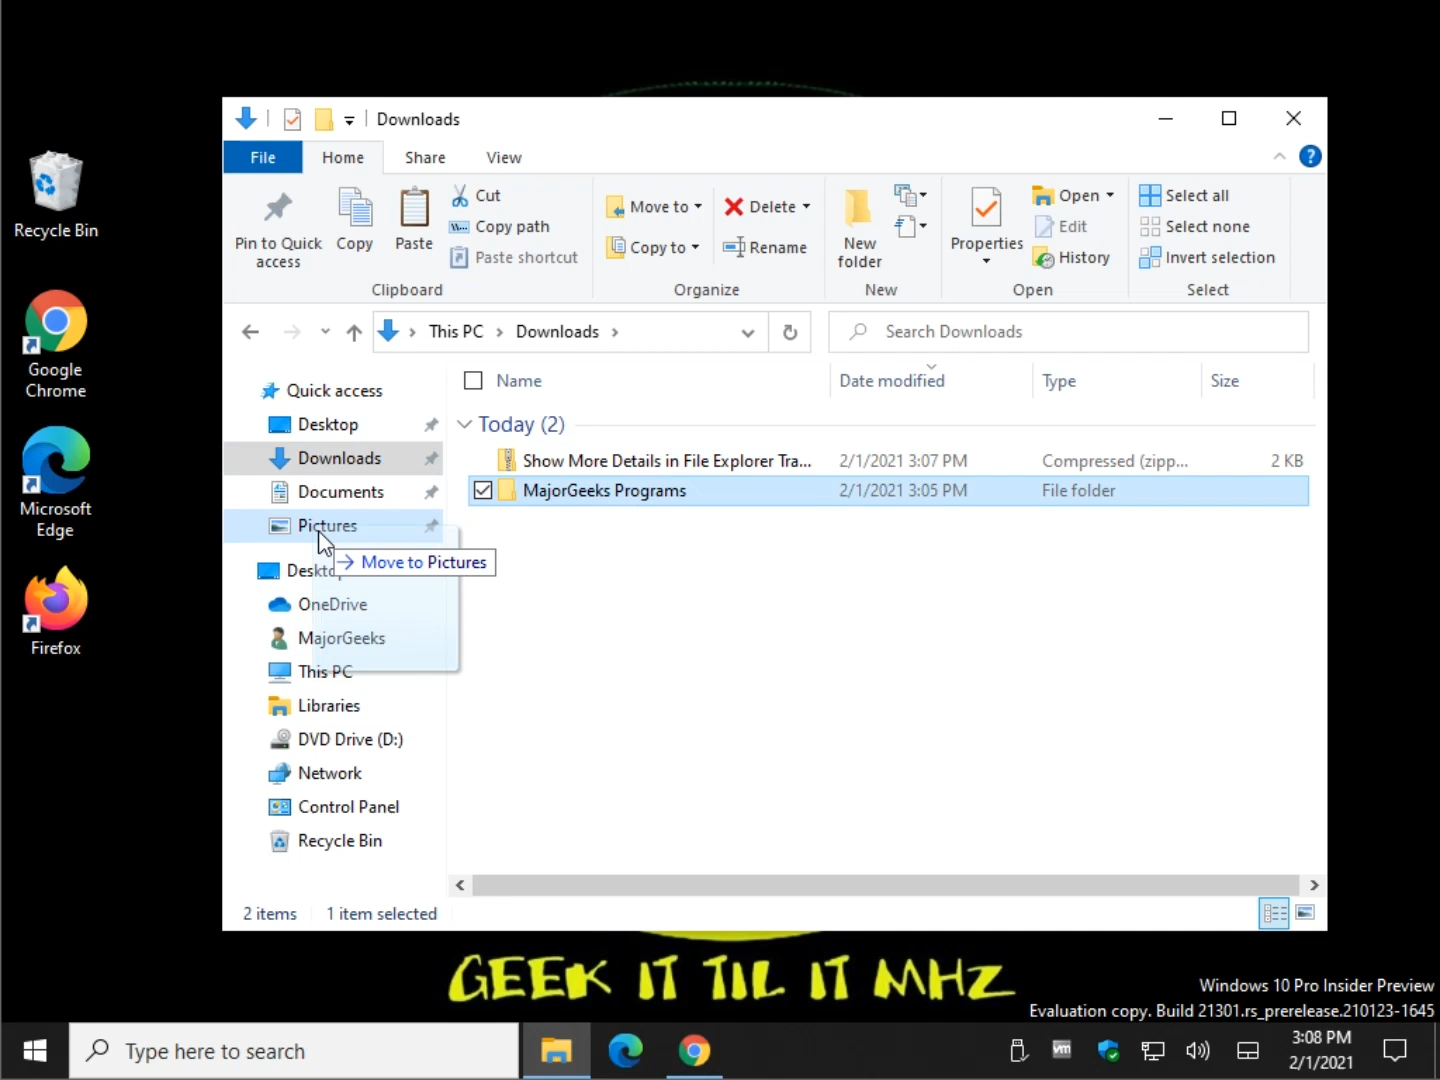 Recycle Bin
Google
Chrome
Microsoft
Edge
Firefox
Downloads
File Home Share View
?
Pin to Quick
access
Copy
Paste
Cut
Copy path
Paste shortcut
Clipboard
Move to
Copy to
Delete
Rename
Organize
New
folder
New
Properties
Open
Edit
History
Open
Select all
Select none
Invert selection
Select
This PC Downloads
Search Downloads
Quick access
Desktop
Downloads
Documents
Pictures
Move to Pictures
Desktop
OneDrive
MajorGeeks
This PC
Libraries
DVD Drive (D:)
Network
Control Panel
Recycle Bin
Name Date modified Type Size
Today (2)
Show More Details in File Explorer Tra... 2/1/2021 3:07 PM Compressed (zipp... 2 KB
MajorGeeks Programs 2/1/2021 3:05 PM File folder
2 items 1 item selected
GEEK IT TIL IT MHZ
Windows 10 Pro Insider Preview
Evaluation copy. Build 21301.rs_prerelease.210123-1645
Type here to search
vm
3:08 PM
2/1/2021